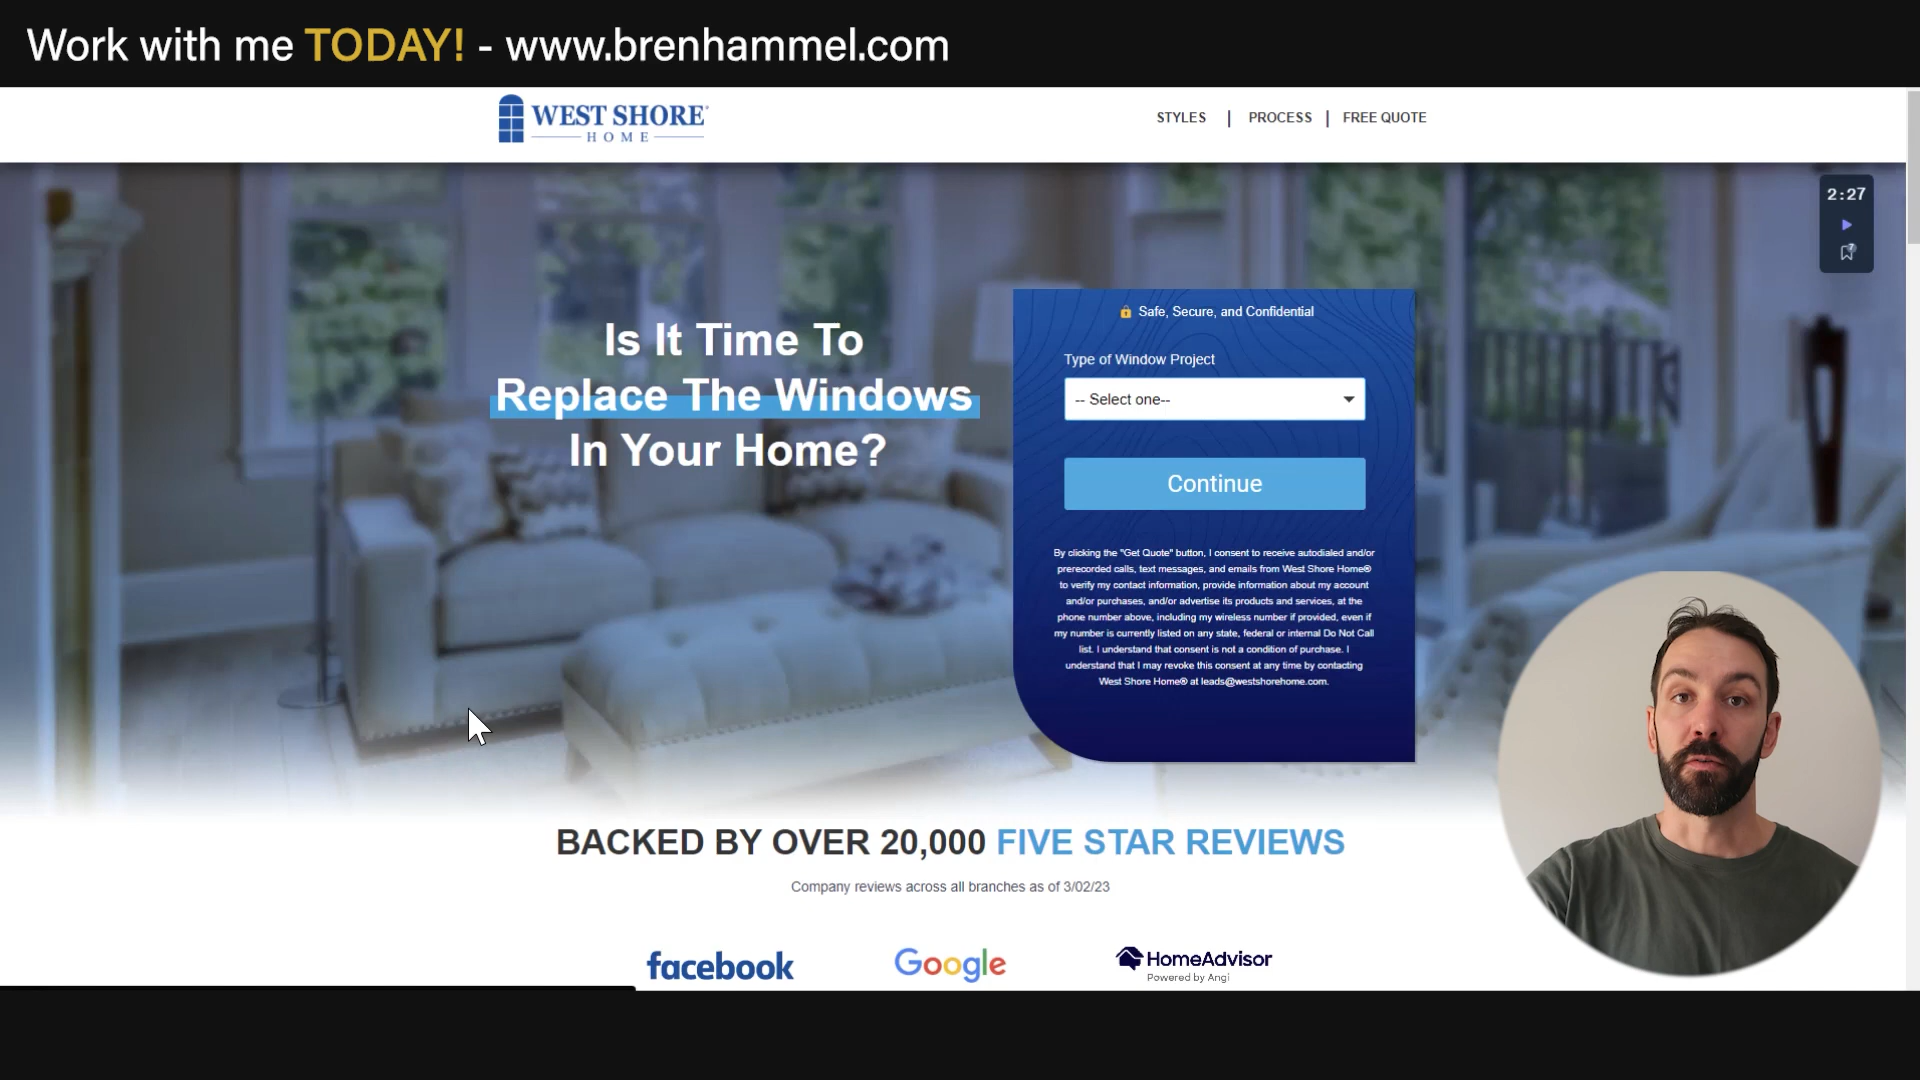 Work with me TODAY! - www.brenhammel.com
WEST SHORE
HOME
STYLES | PROCESS | FREE QUOTE
2:27
7
Is It Time To
Replace The Windows
In Your Home?
Safe, Secure, and Confidential
Type of Window Project
-- Select one--
Continue
By clicking the "Get Quote" button, I consent to receive autodialed and/or
prerecorded calls, text messages, and emails from West Shore Home®
to verify my contact information, provide information about my account
and/or purchases, and/or advertise its products and services, at the
phone number above, including my wireless number if provided, even if
my number is currently listed on any state, federal or internal Do Not Call
list. I understand that consent is not a condition of purchase. I
understand that I may revoke this consent at any time by contacting
West Shore Home® at leads@westshorehome.com.
BACKED BY OVER 20,000 FIVE STAR REVIEWS
Company reviews across all branches as of 3/02/23
facebook
Google
HomeAdvisor
Powered by Angi